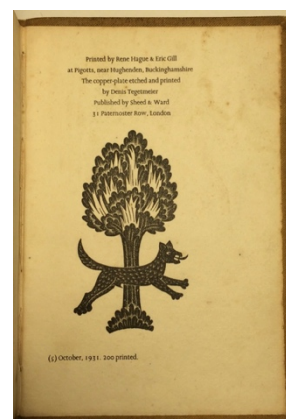 Printed by Rene Hague & Eric Gill
at Pigotts, near Hughenden, Buckinghamshire
The copper-plate etched and printed
by Denis Tegetmeier
Published by Sheed & Ward
31 Paternoster Row, London
(5) October, 1931. 200 printed.